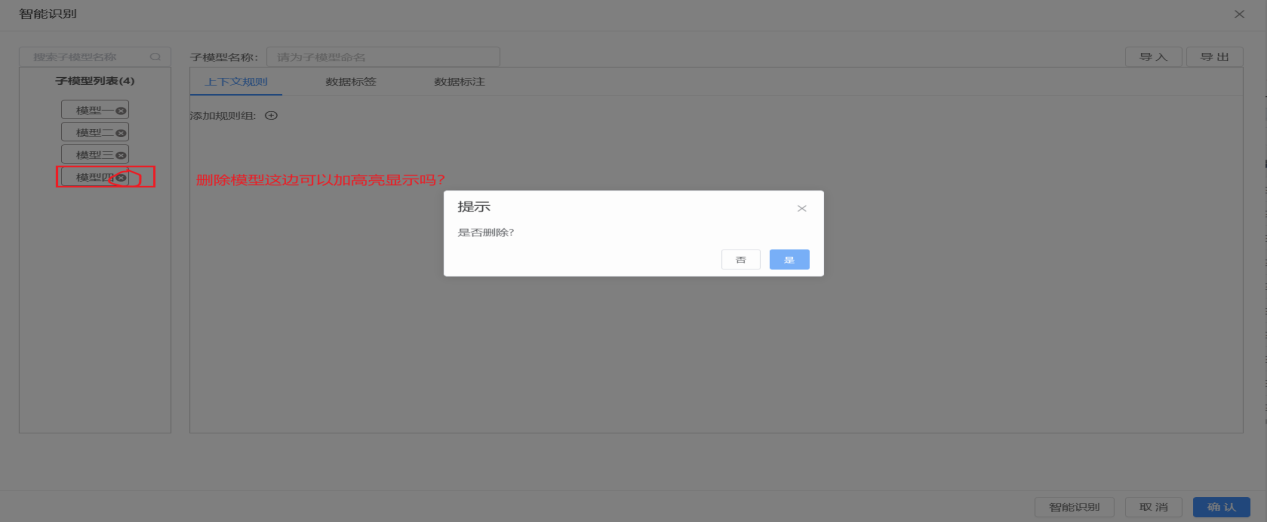 智能识别
搜索子模型名称
子模型名称: 请为子模型命名
导入 导出
子模型列表(4)
上下文规则 数据标签 数据标注
模型一
添加规则组:
模型二
模型三
模型四
删除模型这边可以加高亮显示吗?
提示
是否删除?
否 是
智能识别 取消 确认